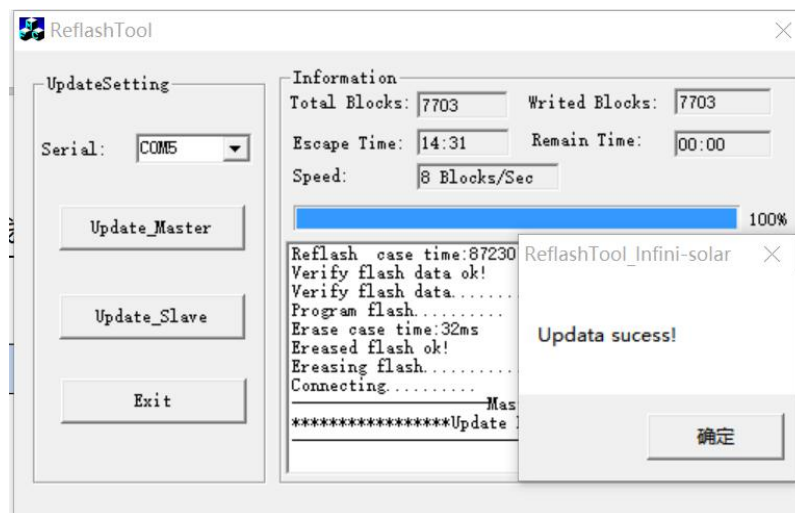 ReflashTool
UpdateSetting
Serial: COM5
Update_Master
Update_Slave
Exit
Information
Total Blocks: 7703 Writed Blocks: 7703
Escape Time: 14:31 Remain Time: 00:00
Speed: 8 Blocks/Sec
100%
Reflash case time:87230
Verify flash data ok!
Verify flash data........
Program flash..........
Erase case time:32ms
Ereased flash ok!
Ereasing flash..........
Connecting..........
Mas
*****************Update
ReflashTool_Infini-solar
Updata sucess!
确定